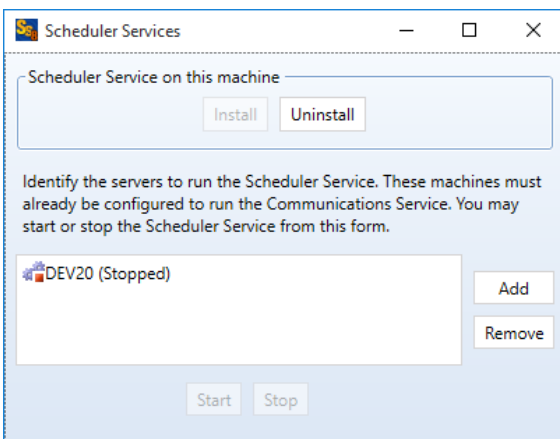 Scheduler Services
Scheduler Service on this machine
Install Uninstall
Identify the servers to run the Scheduler Service. These machines must
already be configured to run the Communications Service. You may
start or stop the Scheduler Service from this form.
DEV20 (Stopped)
Add
Remove
Start Stop